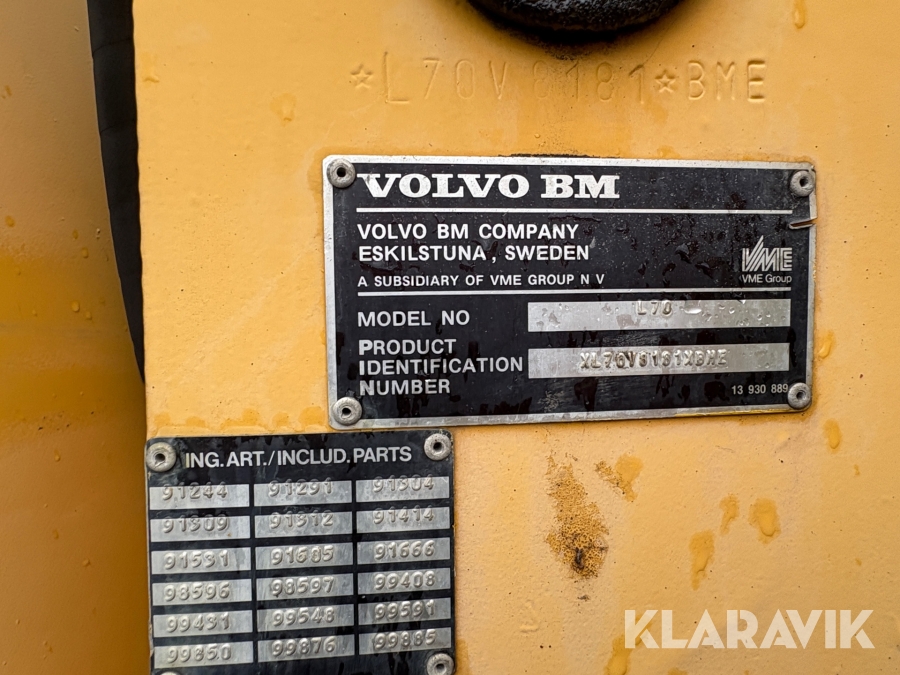 *L70V8181*BME
VOLVO BM
VOLVO BM COMPANY
ESKILSTUNA, SWEDEN
A SUBSIDIARY OF VME GROUP N V
VME
VME Group
MODEL NO L70
PRODUCT
IDENTIFICATION
NUMBER
XL70V8181XBME
13 930 889
ING.ART./INCLUD.PARTS
91244 91291 91304
91309 91312 91414
91531 91685 91666
98596 98597 99408
99431 99548 99591
99850 99876 99885
KLARAVIK